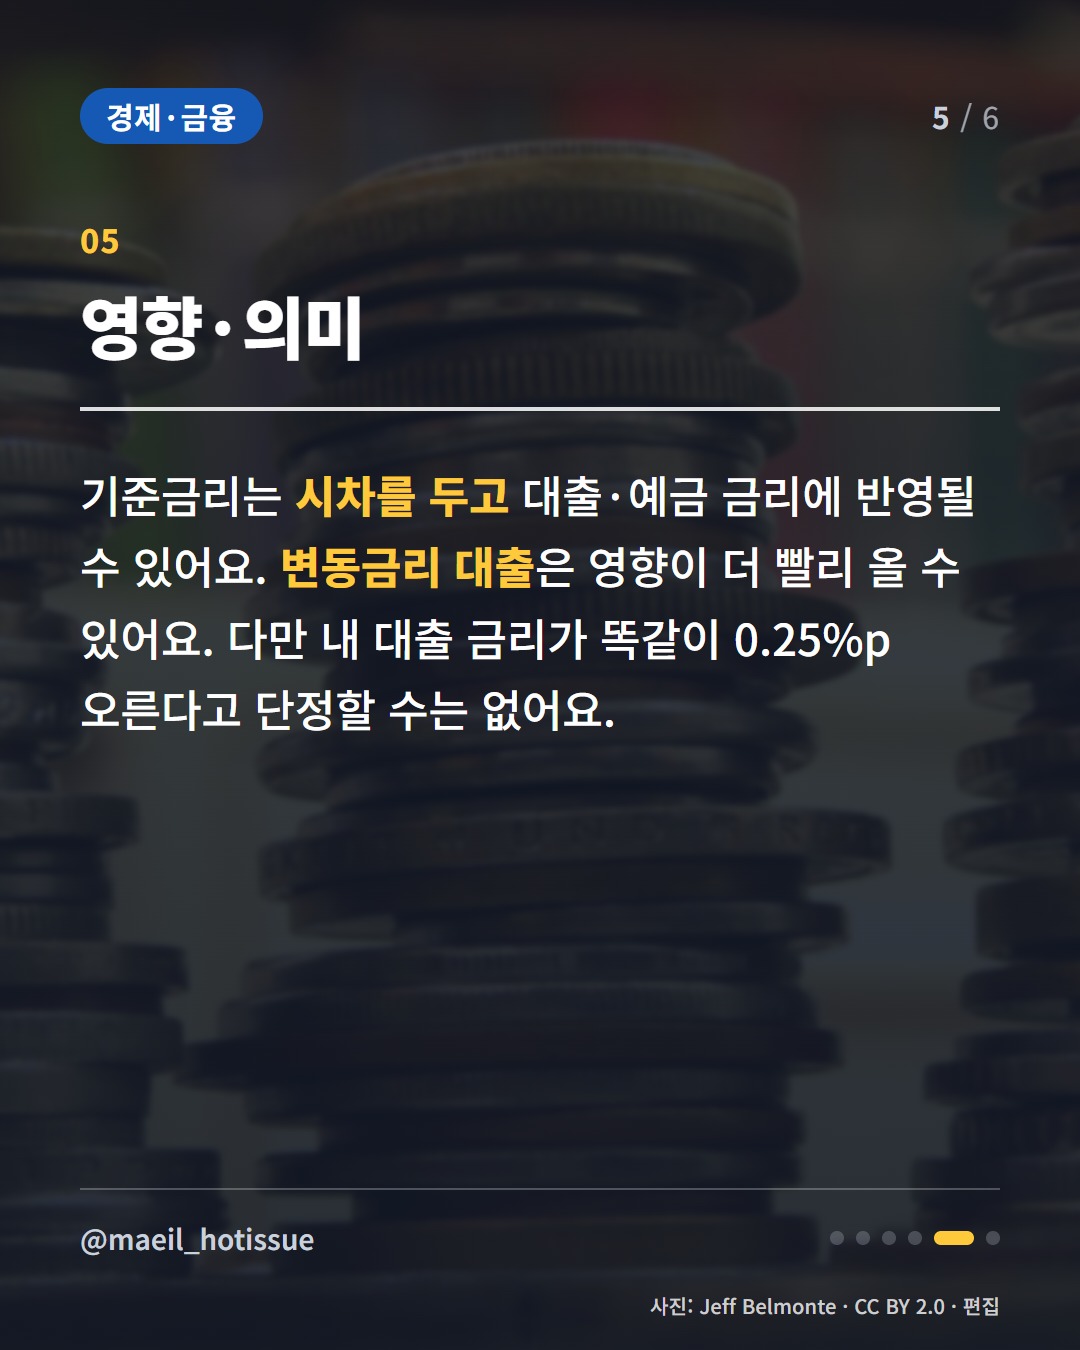 경제·금융
5 / 6
05
영향·의미
기준금리는 시차를 두고 대출·예금 금리에 반영될
수 있어요. 변동금리 대출은 영향이 더 빨리 올 수
있어요. 다만 내 대출 금리가 똑같이 0.25%p
오른다고 단정할 수는 없어요.
@maeil_hotissue
사진: Jeff Belmonte · CC BY 2.0 · 편집